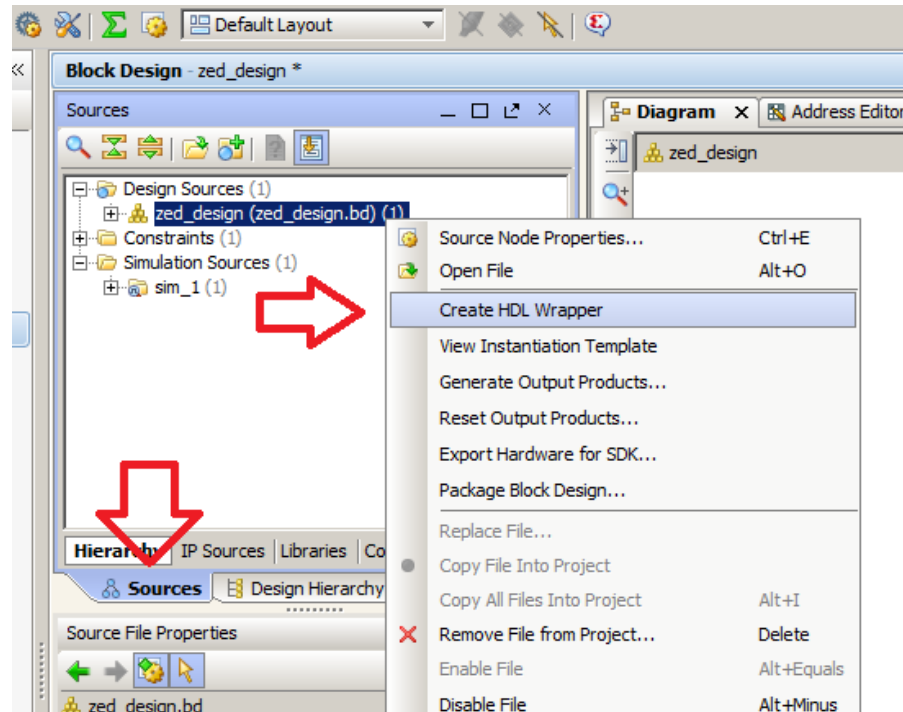 Default Layout
Block Design - zed_design *
Sources
Diagram
Address Editor
zed_design
Design Sources (1)
zed_design (zed_design.bd) (1)
Constraints (1)
Simulation Sources (1)
sim_1 (1)
Source Node Properties... Ctrl+E
Open File Alt+O
Create HDL Wrapper
View Instantiation Template
Generate Output Products...
Reset Output Products...
Export Hardware for SDK...
Package Block Design...
Replace File...
Copy File Into Project
Copy All Files Into Project Alt+I
Remove File from Project... Delete
Enable File Alt+Equals
Disable File Alt+Minus
Hierarchy IP Sources Libraries Co
Sources Design Hierarchy
Source File Properties
zed_design.bd